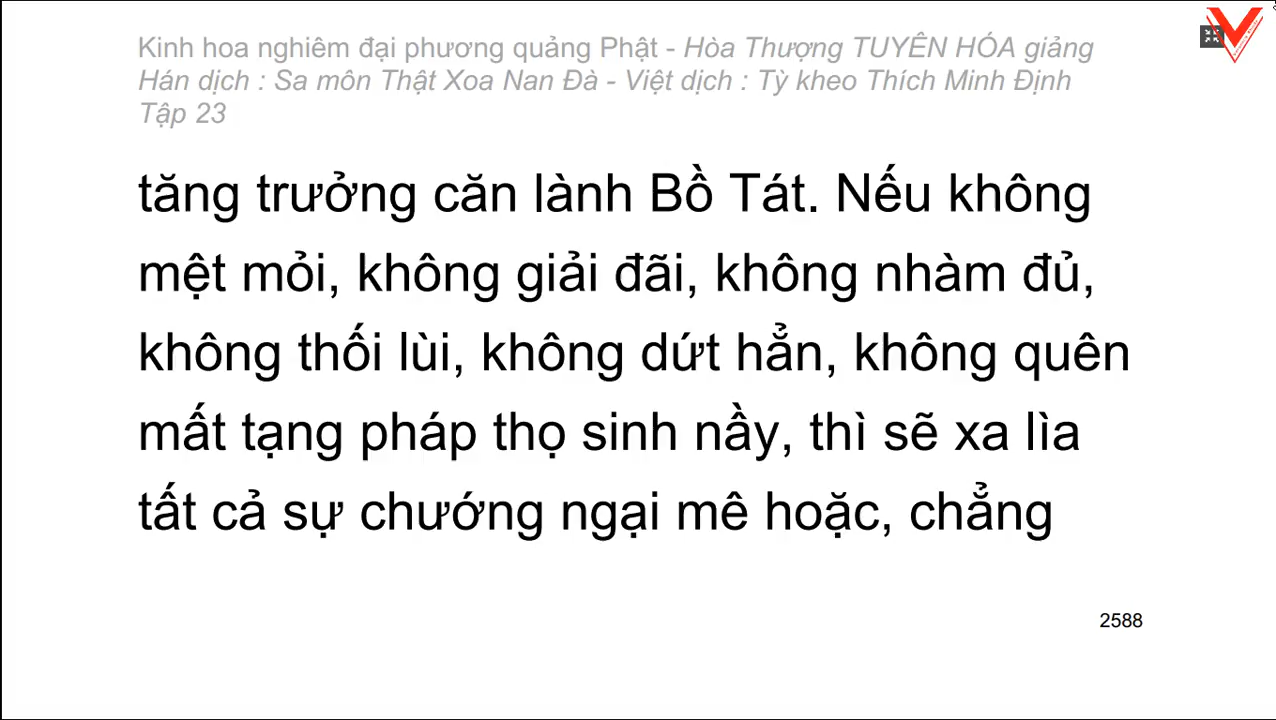 Kinh hoa nghiêm đại phương quảng Phật - Hòa Thượng TUYÊN HÓA giảng
Hán dịch : Sa môn Thật Xoa Nan Đà - Việt dịch : Tỳ kheo Thích Minh Định
Tập 23
tăng trưởng căn lành Bồ Tát. Nếu không
mệt mỏi, không giải đãi, không nhàm đủ,
không thối lùi, không dứt hẳn, không quên
mất tạng pháp thọ sinh nầy, thì sẽ xa lìa
tất cả sự chướng ngại mê hoặc, chẳng
2588